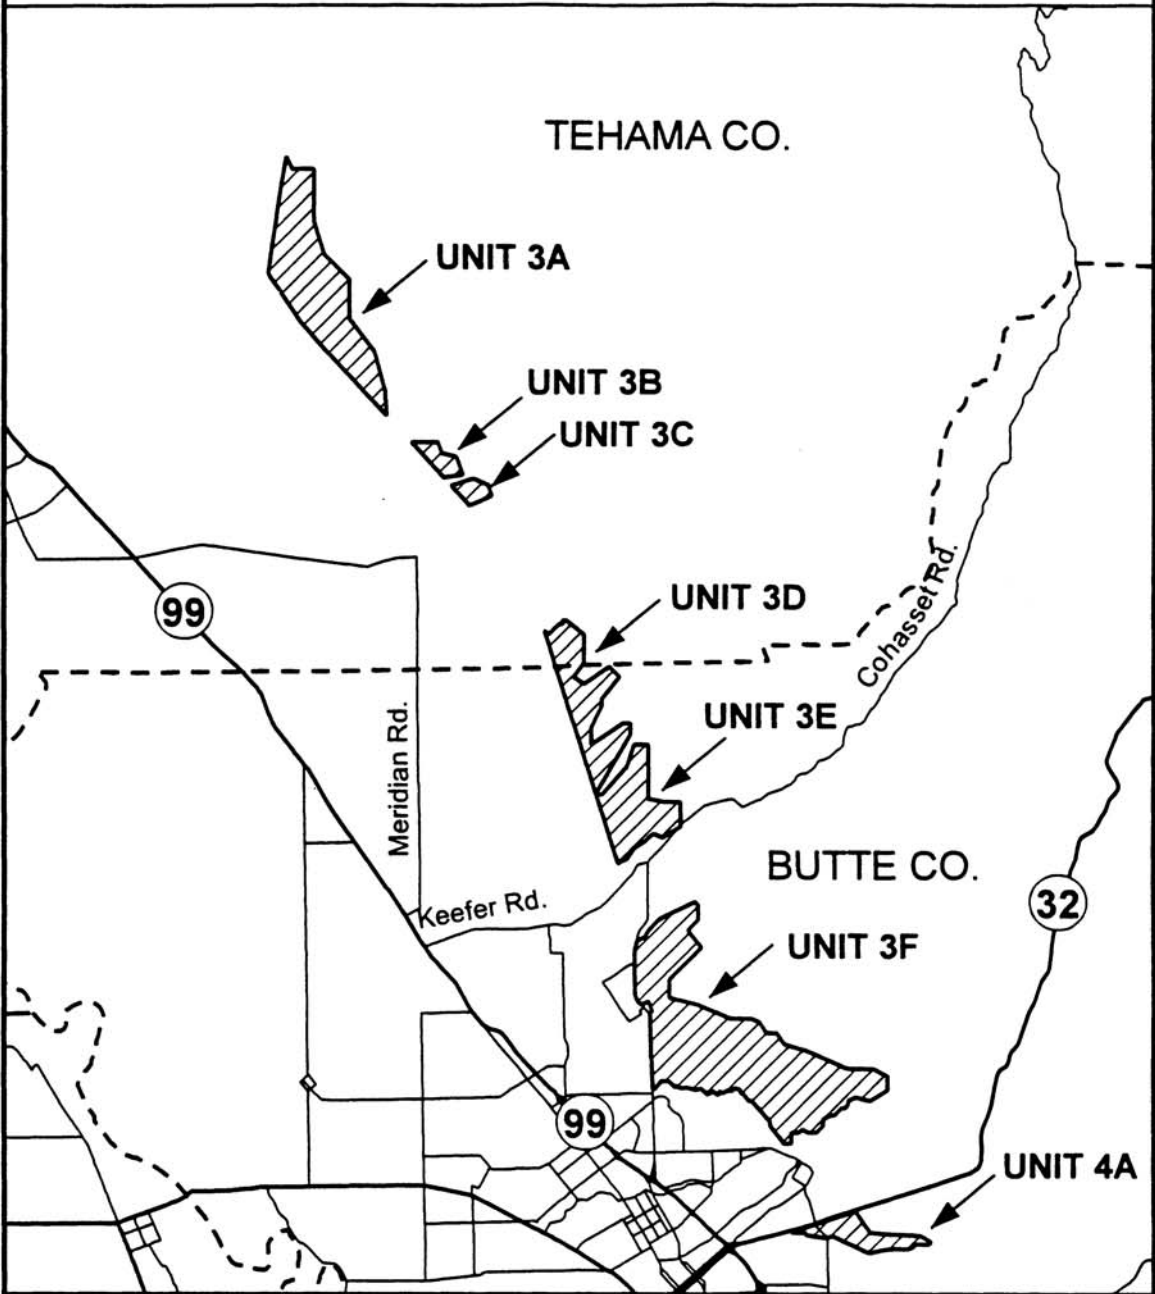 TEHAMA CO.
UNIT 3A
UNIT 3B
UNIT 3C
99
UNIT 3D
Cohasset Rd.
UNIT 3E
Meridian Rd.
BUTTE CO.
32
Keefer Rd.
UNIT 3F
99
UNIT 4A